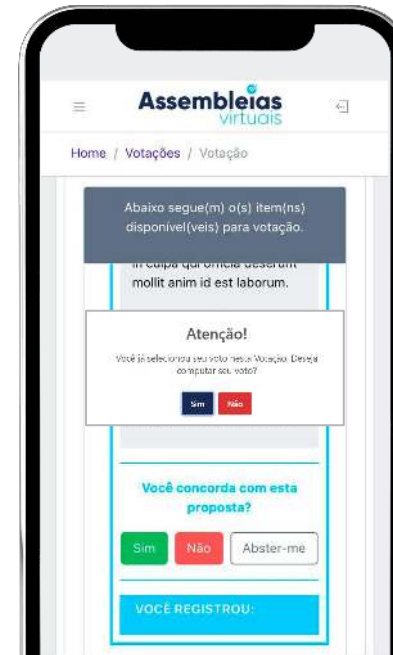 Assembleias
virtuais
Home / Votações / Votação
Abaixo segue(m) o(s) item(ns)
disponível(veis) para votação.
in culpa qui officia deserunt
mollit anim id est laborum.
Atenção!
Você já selecionou seu voto nesta Votação. Deseja
computar seu voto?
Sim Não
Você concorda com esta
proposta?
Sim Não Abster-me
VOCÊ REGISTROU: